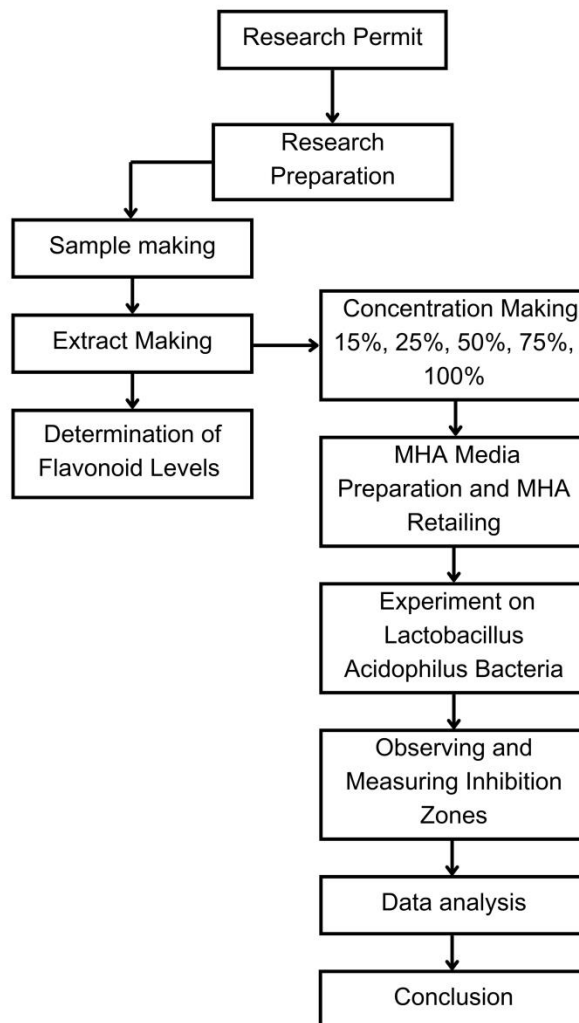 Research Permit
Research
Preparation
Sample making
Extract Making
Determination of
Flavonoid Levels
Concentration Making
15%, 25%, 50%, 75%,
100%
MHA Media
Preparation and MHA
Retailing
Experiment on
Lactobacillus
Acidophilus Bacteria
Observing and
Measuring Inhibition
Zones
Data analysis
Conclusion